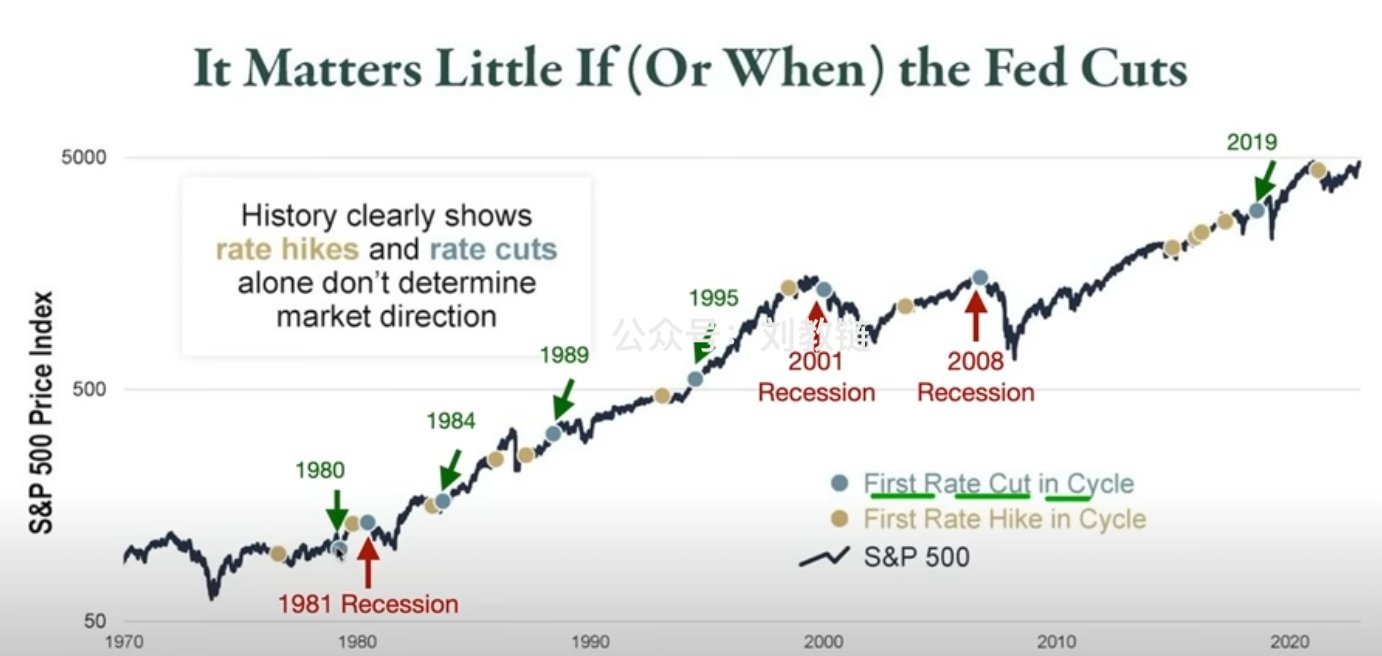 It Matters Little If (Or When) the Fed Cuts
5000
2019
History clearly shows
rate hikes and rate cuts
alone don't determine
market direction
1995
公众号：刘教链
1989
2001
Recession
2008
Recession
500
1984
1980
First Rate Cut in Cycle
First Rate Hike in Cycle
S&P 500
1981 Recession
50
1970
1980
1990
2000
2010
2020
S&P 500 Price Index